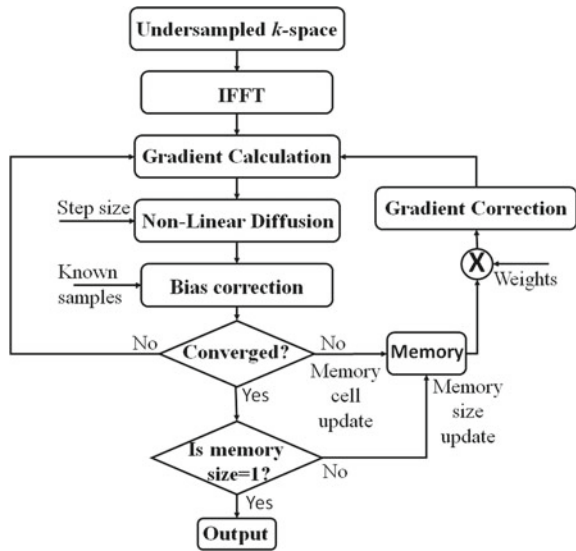 Undersampled k-space
IFFT
Gradient Calculation
Step size
Non-Linear Diffusion
Gradient Correction
Known
samples
Bias correction
X
Weights
No
Converged?
No
Memory
Memory
cell
update
Memory
size
update
Yes
Is memory
size=1?
No
Yes
Output